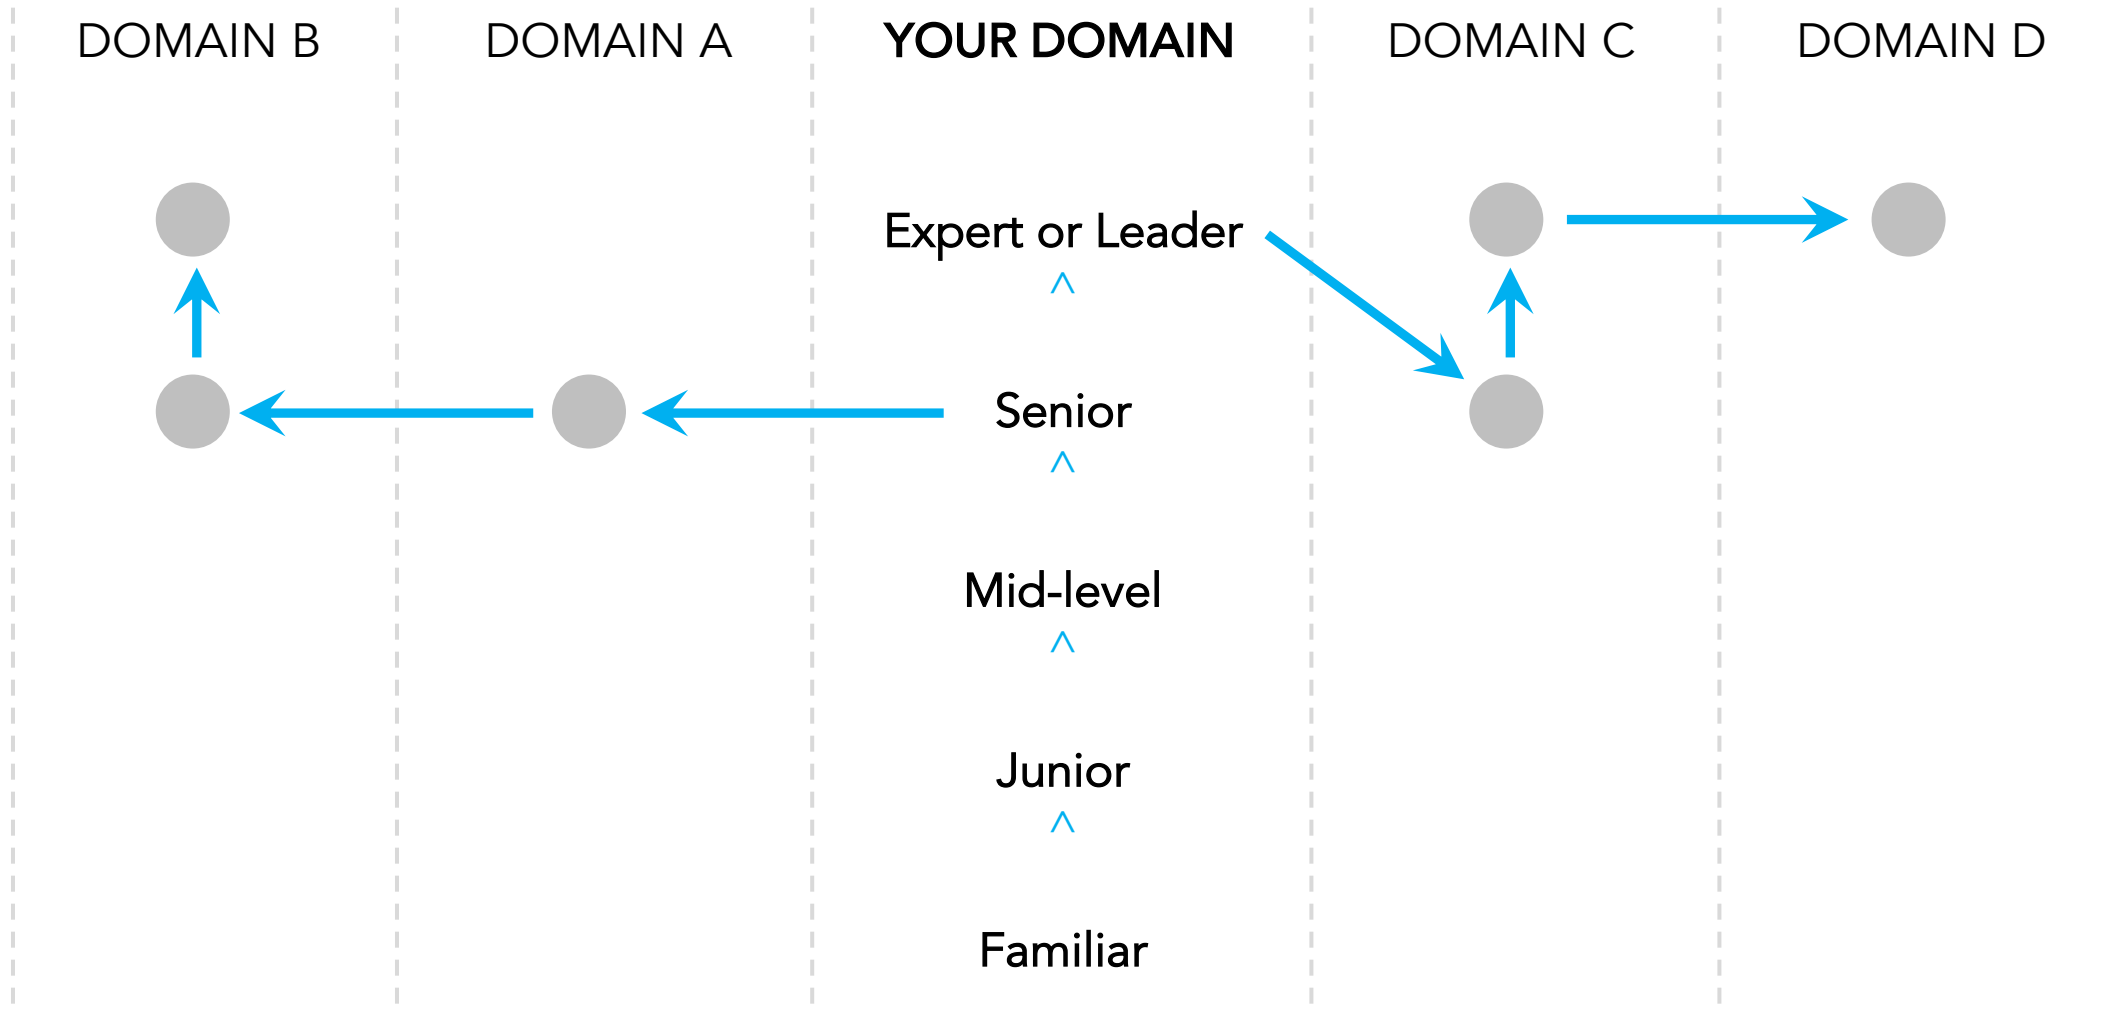 DOMAIN B
DOMAIN A
YOUR DOMAIN
DOMAIN C
DOMAIN D
Expert or Leader
^
Senior
^
Mid-level
^
Junior
^
Familiar